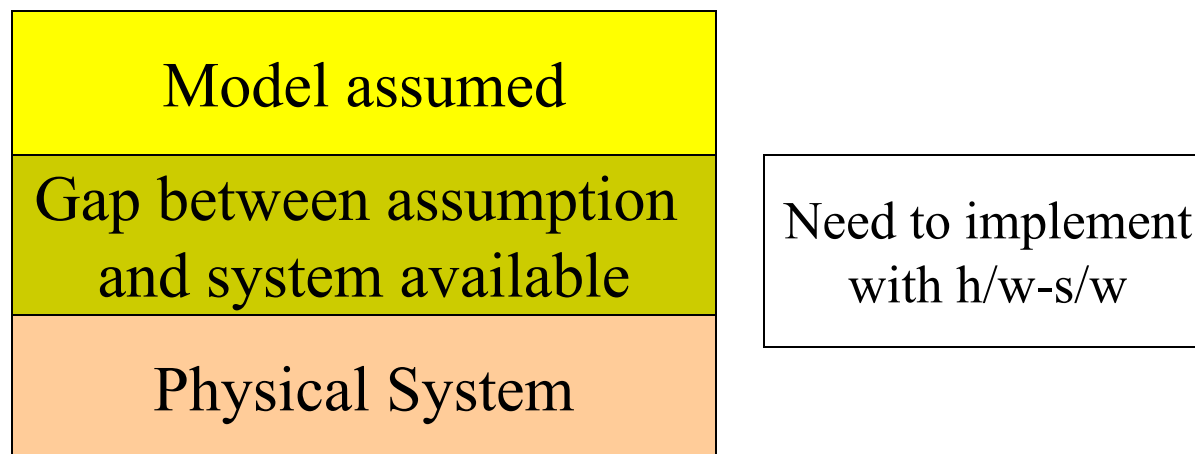 Model assumed
Gap between assumption
and system available
Need to implement
with h/w-s/w
Physical System